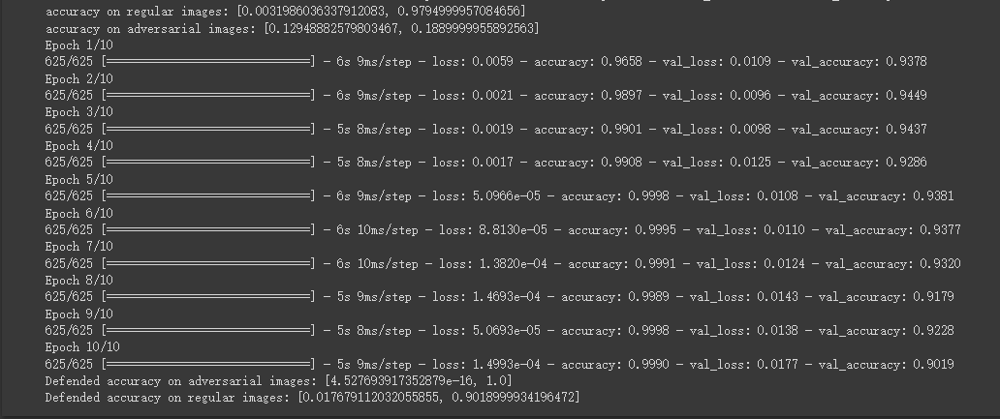 accuracy on regular images: [0.0031986036337912083, 0.9794999957084656]
accuracy on adversarial images: [0.12948882579803467, 0.1889999955892563]
Epoch 1/10
625/625 [==============================] - 6s 9ms/step - loss: 0.0059 - accuracy: 0.9658 - val_loss: 0.0109 - val_accuracy: 0.9378
Epoch 2/10
625/625 [==============================] - 6s 9ms/step - loss: 0.0021 - accuracy: 0.9897 - val_loss: 0.0096 - val_accuracy: 0.9449
Epoch 3/10
625/625 [==============================] - 5s 8ms/step - loss: 0.0019 - accuracy: 0.9901 - val_loss: 0.0098 - val_accuracy: 0.9437
Epoch 4/10
625/625 [==============================] - 5s 8ms/step - loss: 0.0017 - accuracy: 0.9908 - val_loss: 0.0125 - val_accuracy: 0.9286
Epoch 5/10
625/625 [==============================] - 6s 9ms/step - loss: 5.0966e-05 - accuracy: 0.9998 - val_loss: 0.0108 - val_accuracy: 0.9381
Epoch 6/10
625/625 [==============================] - 6s 10ms/step - loss: 8.8130e-05 - accuracy: 0.9995 - val_loss: 0.0110 - val_accuracy: 0.9377
Epoch 7/10
625/625 [==============================] - 6s 10ms/step - loss: 1.3820e-04 - accuracy: 0.9991 - val_loss: 0.0124 - val_accuracy: 0.9320
Epoch 8/10
625/625 [==============================] - 5s 9ms/step - loss: 1.4693e-04 - accuracy: 0.9989 - val_loss: 0.0143 - val_accuracy: 0.9179
Epoch 9/10
625/625 [==============================] - 5s 8ms/step - loss: 5.0693e-05 - accuracy: 0.9998 - val_loss: 0.0138 - val_accuracy: 0.9228
Epoch 10/10
625/625 [==============================] - 5s 9ms/step - loss: 1.4993e-04 - accuracy: 0.9990 - val_loss: 0.0177 - val_accuracy: 0.9019
Defended accuracy on adversarial images: [4.527693917352879e-16, 1.0]
Defended accuracy on regular images: [0.017679112032055855, 0.9018999934196472]